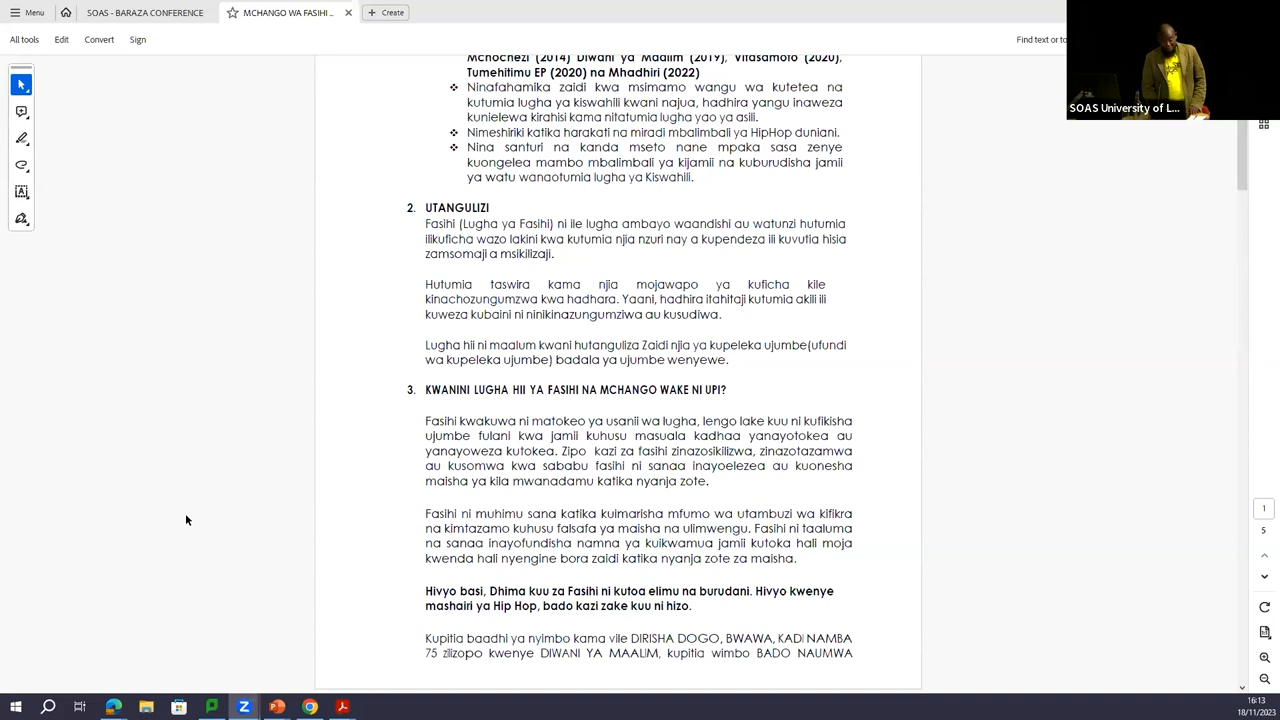 Menu
SOAS - BARAZA CONFERENCE
MCHANGO WA FASIHI ...
Create
All tools
Edit
Convert
Sign
Find text or to
SOAS University of L...
Mchochezi (2014) Diwani ya Maalim (2019), Vitasamoto (2020),
Tumehitimu EP (2020) na Mhadhiri (2022)
❖ Ninafahamika zaidi kwa msimamo wangu wa kutetea na
kutumia lugha ya kiswahili kwani najua, hadhira yangu inaweza
kunielewa kirahisi kama nitatumia lugha yao ya asili.
❖ Nimeshiriki katika harakati na miradi mbalimbali ya HipHop duniani.
❖ Nina santuri na kanda mseto nane mpaka sasa zenye
kuongelea mambo mbalimbali ya kijamii na kuburudisha jamii
ya watu wanaotumia lugha ya Kiswahili.
2. UTANGULIZI
Fasihi (Lugha ya Fasihi) ni ile lugha ambayo waandishi au watunzi hutumia
ilikuficha wazo lakini kwa kutumia njia nzuri nay a kupendeza ili kuvutia hisia
zamsomaji a msikilizaji.
Hutumia taswira kama njia mojawapo ya kuficha kile
kinachozungumzwa kwa hadhara. Yaani, hadhira itahitaji kutumia akili ili
kuweza kubaini ni ninikinazungumziwa au kusudiwa.
Lugha hii ni maalum kwani hutanguliza Zaidi njia ya kupeleka ujumbe(ufundi
wa kupeleka ujumbe) badala ya ujumbe wenyewe.
3. KWANINI LUGHA HII YA FASIHI NA MCHANGO WAKE NI UPI?
Fasihi kwakuwa ni matokeo ya usanii wa lugha, lengo lake kuu ni kufikisha
ujumbe fulani kwa jamii kuhusu masuala kadhaa yanayotokea au
yanayoweza kutokea. Zipo kazi za fasihi zinazosikilizwa, zinazotazamwa
au kusomwa kwa sababu fasihi ni sanaa inayoelezea au kuonesha
maisha ya kila mwanadamu katika nyanja zote.
Fasihi ni muhimu sana katika kuimarisha mfumo wa utambuzi wa kifikra
na kimtazamo kuhusu falsafa ya maisha na ulimwengu. Fasihi ni taaluma
na sanaa inayofundisha namna ya kuikwamua jamii kutoka hali moja
kwenda hali nyengine bora zaidi katika nyanja zote za maisha.
Hivyo basi, Dhima kuu za Fasihi ni kutoa elimu na burudani. Hivyo kwenye
mashairi ya Hip Hop, bado kazi zake kuu ni hizo.
Kupitia baadhi ya nyimbo kama vile DIRISHA DOGO, BWAWA, KADI NAMBA
75 zilizopo kwenye DIWANI YA MAALIM, kupitia wimbo BADO NAUMWA
1
5
16:13
18/11/2023